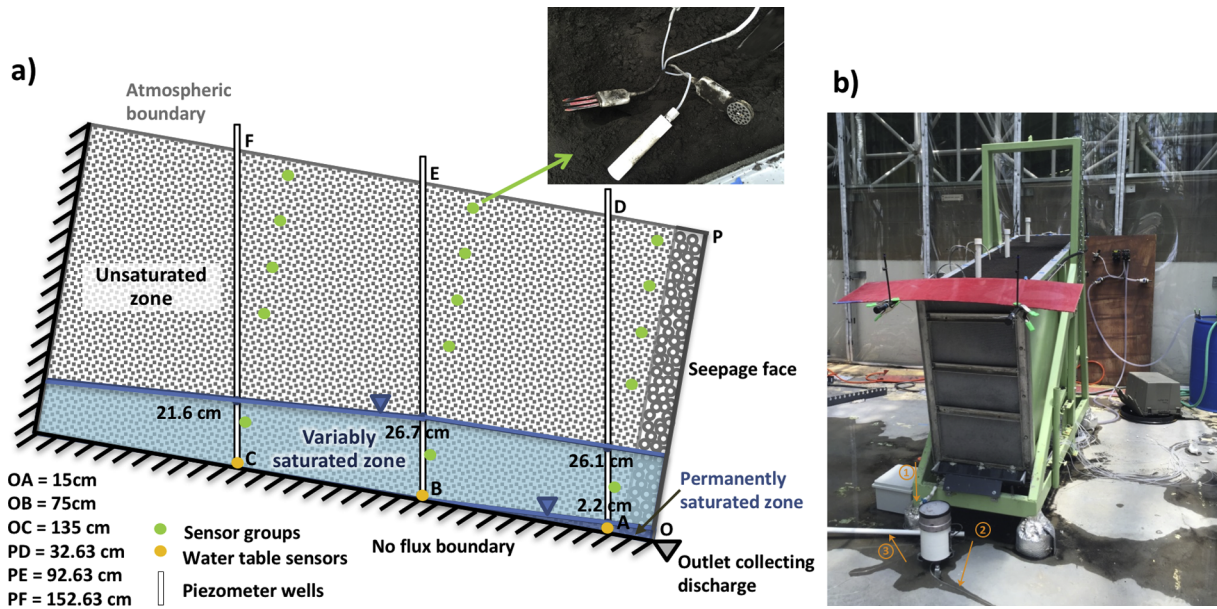 a)
Atmospheric
boundary
F
E
D
P
Unsaturated
zone
Seepage face
21.6 cm
26.7 cm
26.1 cm
2.2 cm
Variably
saturated zone
Permanently
saturated zone
C
B
A
O
OA = 15cm
OB = 75cm
OC = 135 cm
PD = 32.63 cm
PE = 92.63 cm
PF = 152.63 cm
Sensor groups
Water table sensors
Piezometer wells
No flux boundary
Outlet collecting
discharge
b)
1
2
3